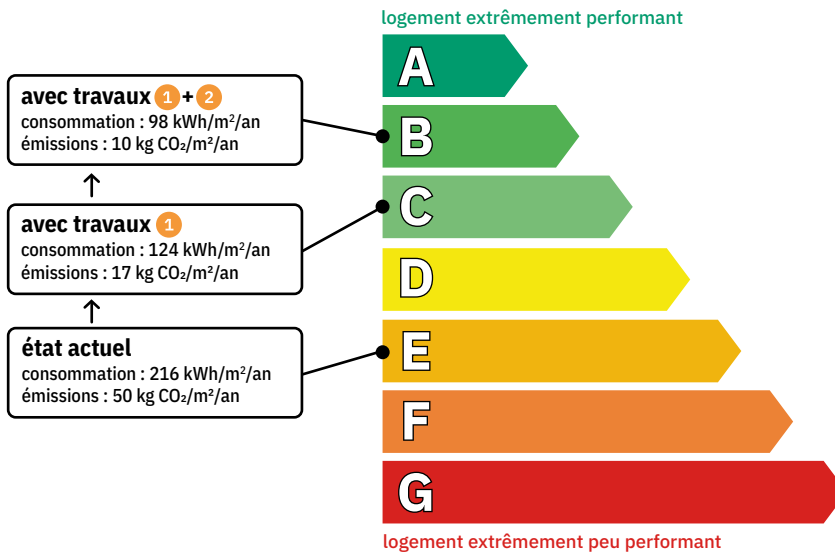 logement extrêmement performant
A
avec travaux 1 + 2
consommation : 98 kWh/m²/an
émissions : 10 kg CO₂/m²/an
B
avec travaux 1
consommation : 124 kWh/m²/an
émissions : 17 kg CO₂/m²/an
C
D
état actuel
consommation : 216 kWh/m²/an
émissions : 50 kg CO₂/m²/an
E
F
G
logement extrêmement peu performant